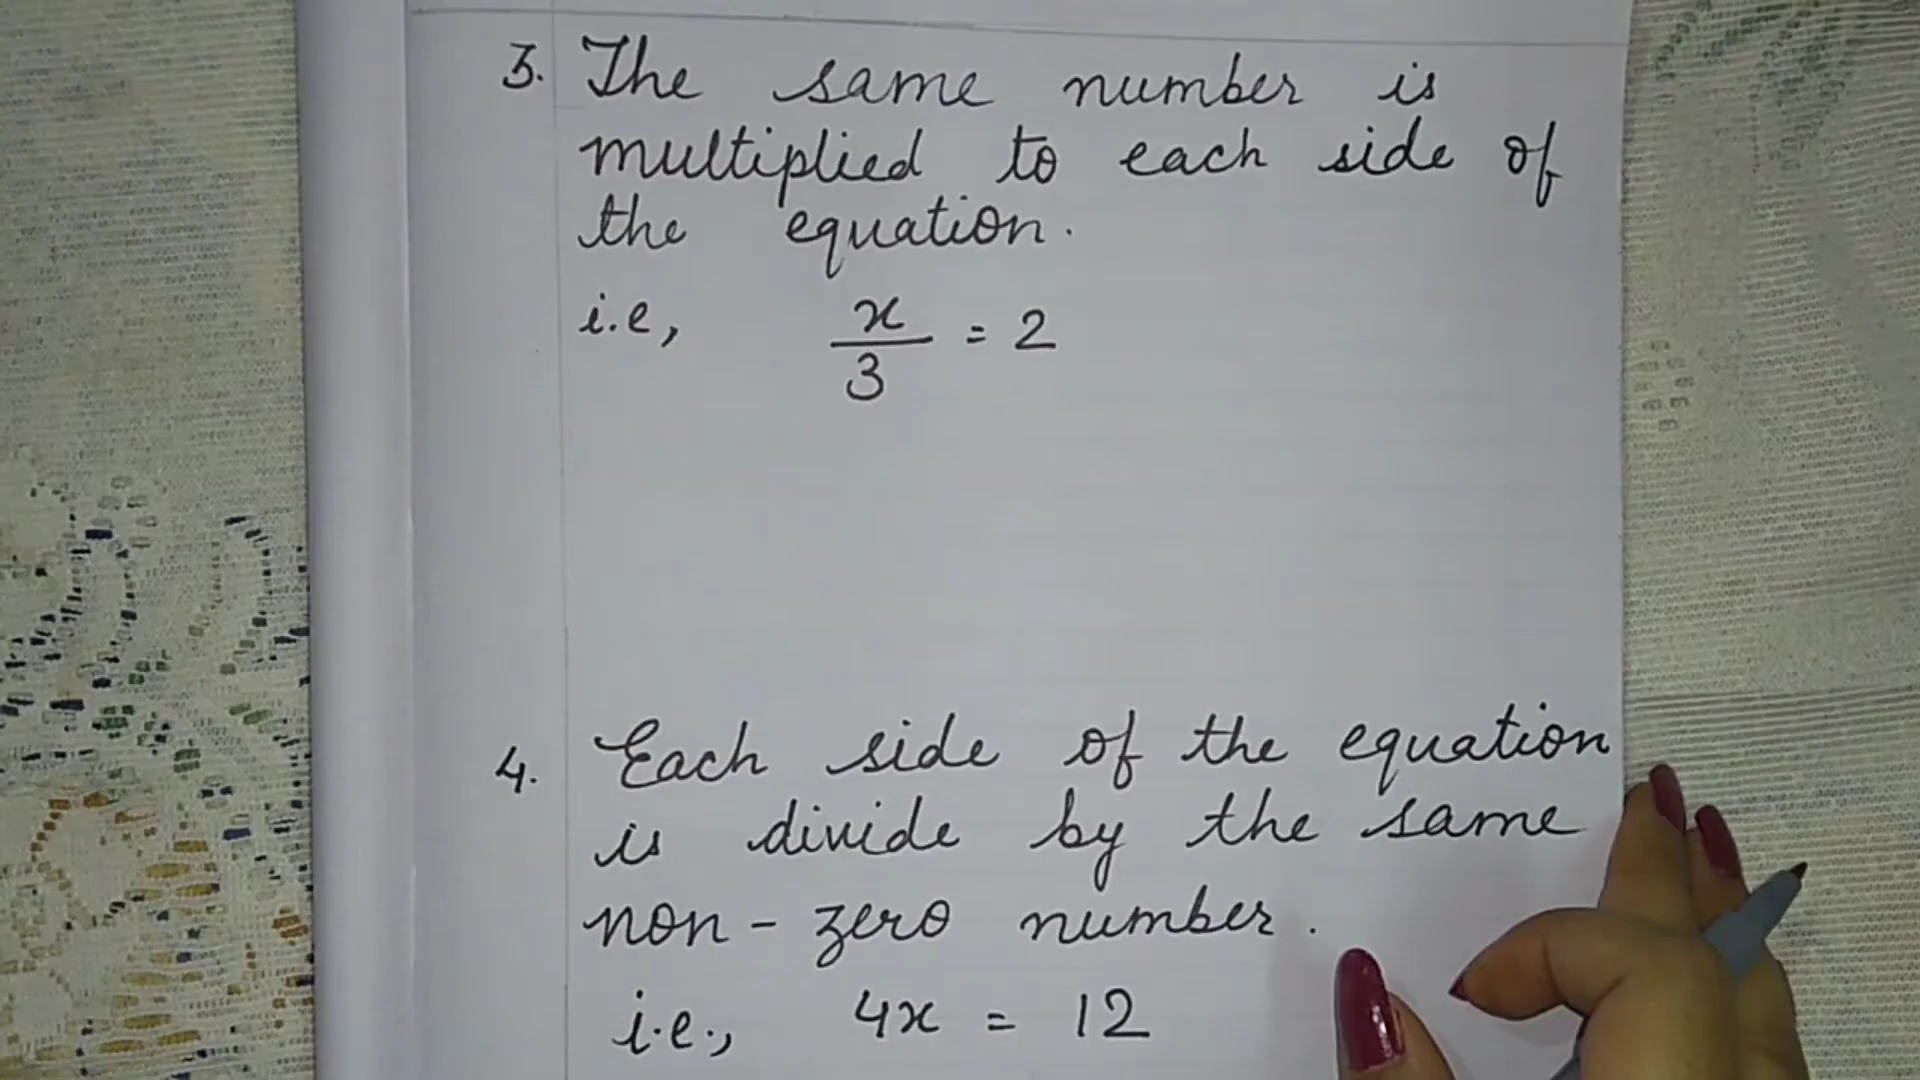 3. The same number is
multiplied to each side of
the equation.
i.e, x/3 = 2
4. Each side of the equation
is divide by the same
non-zero number.
i.e., 4x = 12